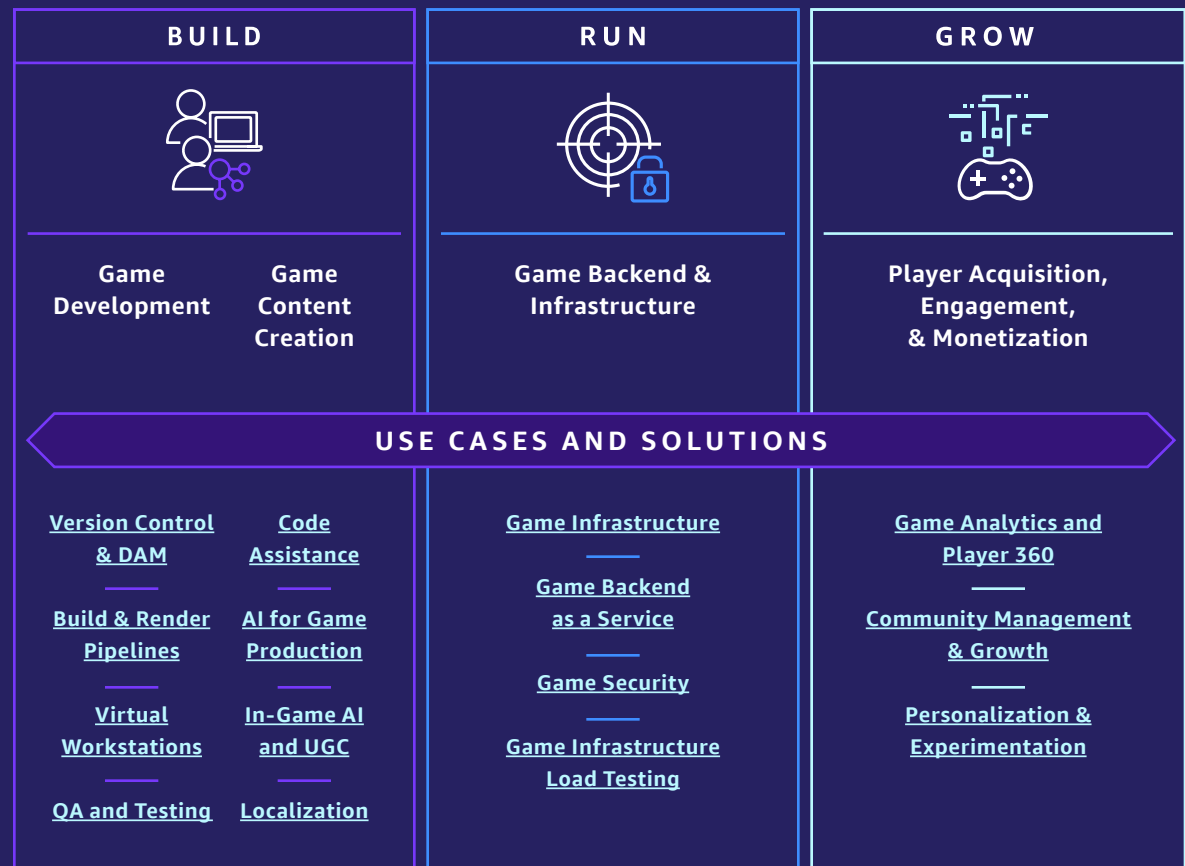 BUILD
Game
Development
Game
Content
Creation
RUN
Game Backend &
Infrastructure
GROW
Player Acquisition,
Engagement,
& Monetization
USE CASES AND SOLUTIONS
Version Control
& DAM
Build & Render
Pipelines
Virtual
Workstations
QA and Testing
Code
Assistance
AI for Game
Production
In-Game AI
and UGC
Localization
Game Infrastructure
Game Backend
as a Service
Game Security
Game Infrastructure
Load Testing
Game Analytics and
Player 360
Community Management
& Growth
Personalization &
Experimentation